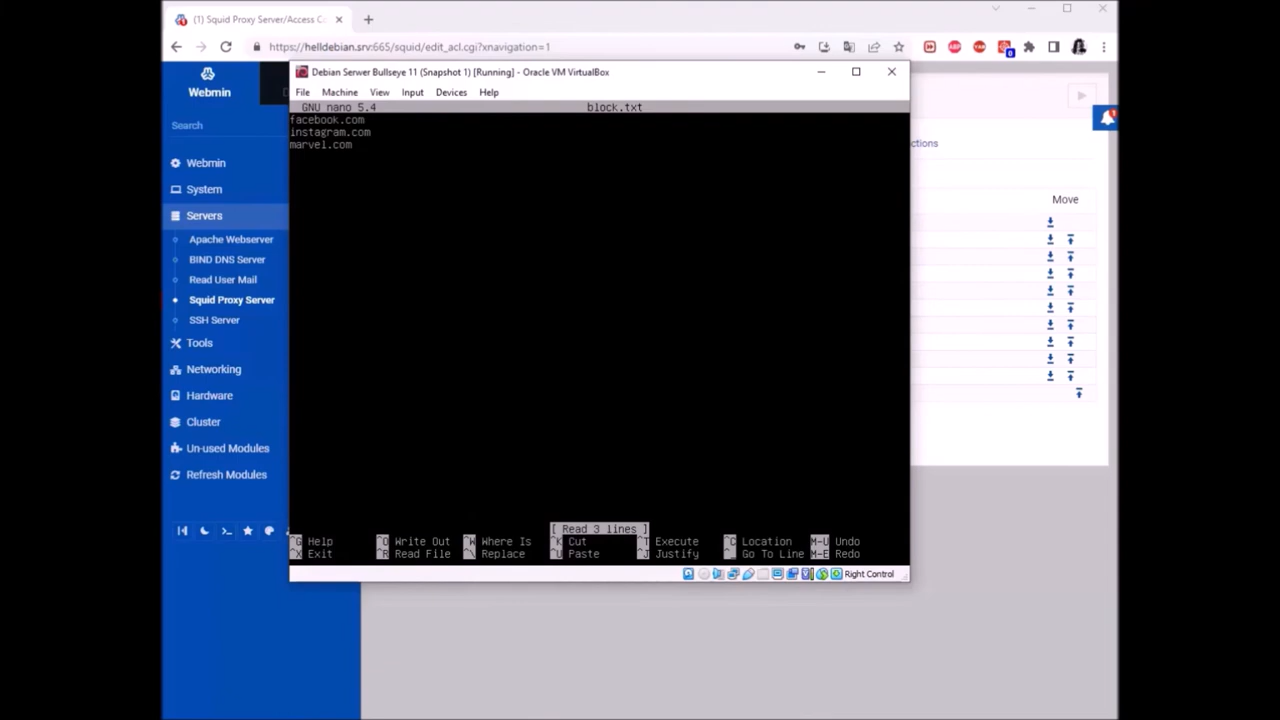 (1) Squid Proxy Server/Access Co
https://helldebian.srv:665/squid/edit_acl.cgi?xnavigation=1
Debian Serwer Bullseye 11 (Snapshot 1) [Running] - Oracle VM VirtualBox
File Machine View Input Devices Help
GNU nano 5.4 block.txt
facebook.com
instagram.com
marvel.com
Webmin
Search
Webmin
System
Servers
Apache Webserver
BIND DNS Server
Read User Mail
Squid Proxy Server
SSH Server
Tools
Networking
Hardware
Cluster
Un-used Modules
Refresh Modules
ctions
Move
[ Read 3 lines ]
^G Help ^O Write Out ^W Where Is ^K Cut ^T Execute ^C Location M-U Undo
^X Exit ^R Read File ^\ Replace ^U Paste ^J Justify ^_ Go To Line M-E Redo
Right Control